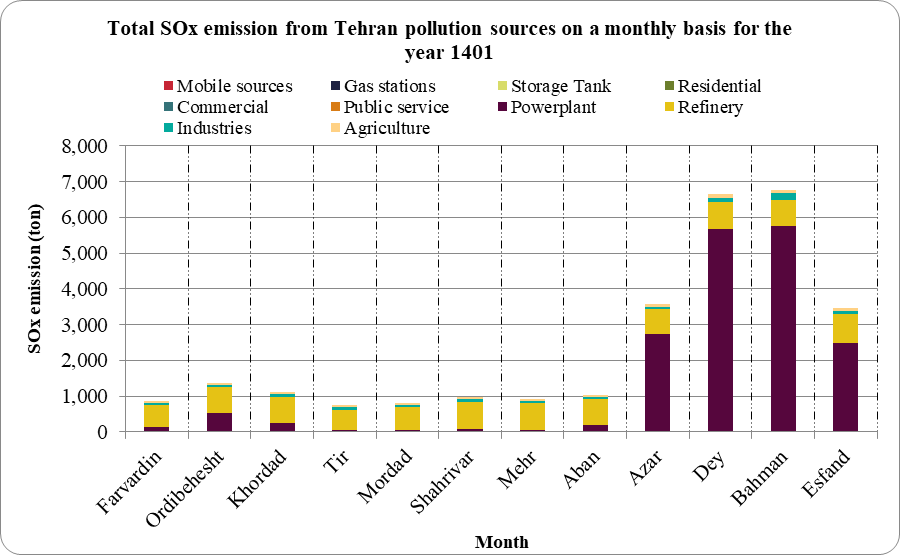 Total SOx emission from Tehran pollution sources on a monthly basis for the
year 1401
Mobile sources Gas stations Storage Tank Residential
Commercial Public service Powerplant Refinery
Industries Agriculture
8,000
7,000
6,000
5,000
4,000
3,000
2,000
1,000
0
SOx emission (ton)
Farvardin
Ordibehesht
Khordad
Tir
Mordad
Shahrivar
Mehr
Aban
Azar
Dey
Bahman
Esfand
Month